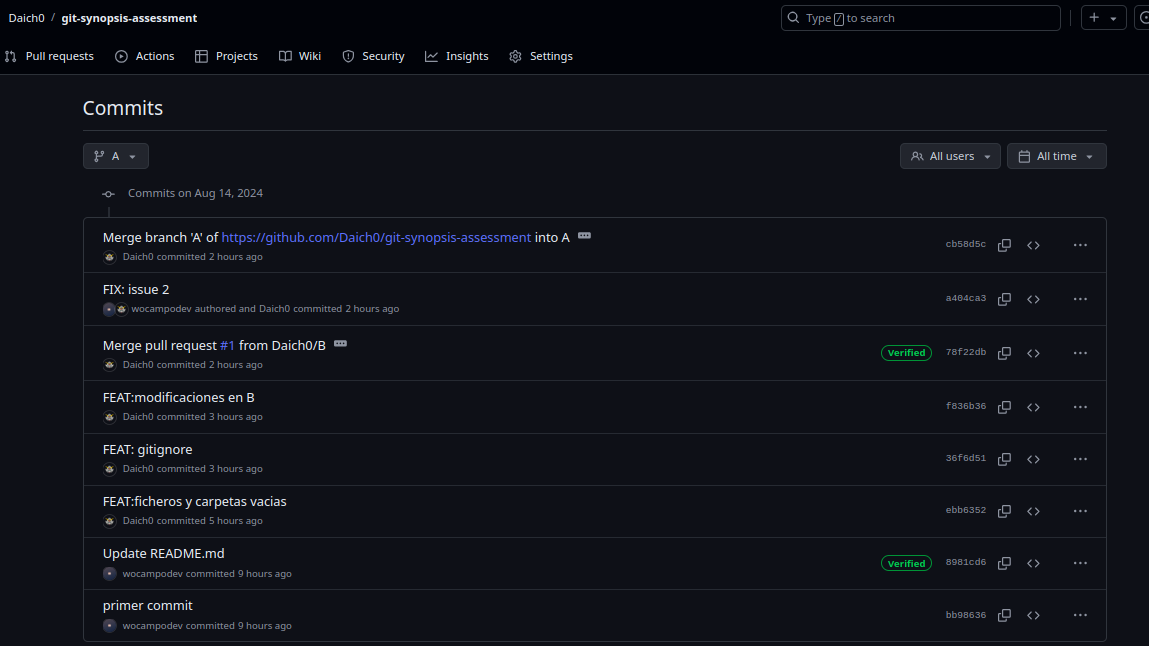 Daich0 / git-synopsis-assessment
Type / to search
Pull requests
Actions
Projects
Wiki
Security
Insights
Settings
Commits
A
All users
All time
Commits on Aug 14, 2024
Merge branch 'A' of https://github.com/Daich0/git-synopsis-assessment into A
Daich0 committed 2 hours ago
cb58d5c
FIX: issue 2
wocampodev authored and Daich0 committed 2 hours ago
a404ca3
Merge pull request #1 from Daich0/B
Daich0 committed 2 hours ago
Verified
78f22db
FEAT:modificaciones en B
Daich0 committed 3 hours ago
f836b36
FEAT: gitignore
Daich0 committed 3 hours ago
36f6d51
FEAT:ficheros y carpetas vacias
Daich0 committed 5 hours ago
ebb6352
Update README.md
wocampodev committed 9 hours ago
Verified
8981cd6
primer commit
wocampodev committed 9 hours ago
bb98636